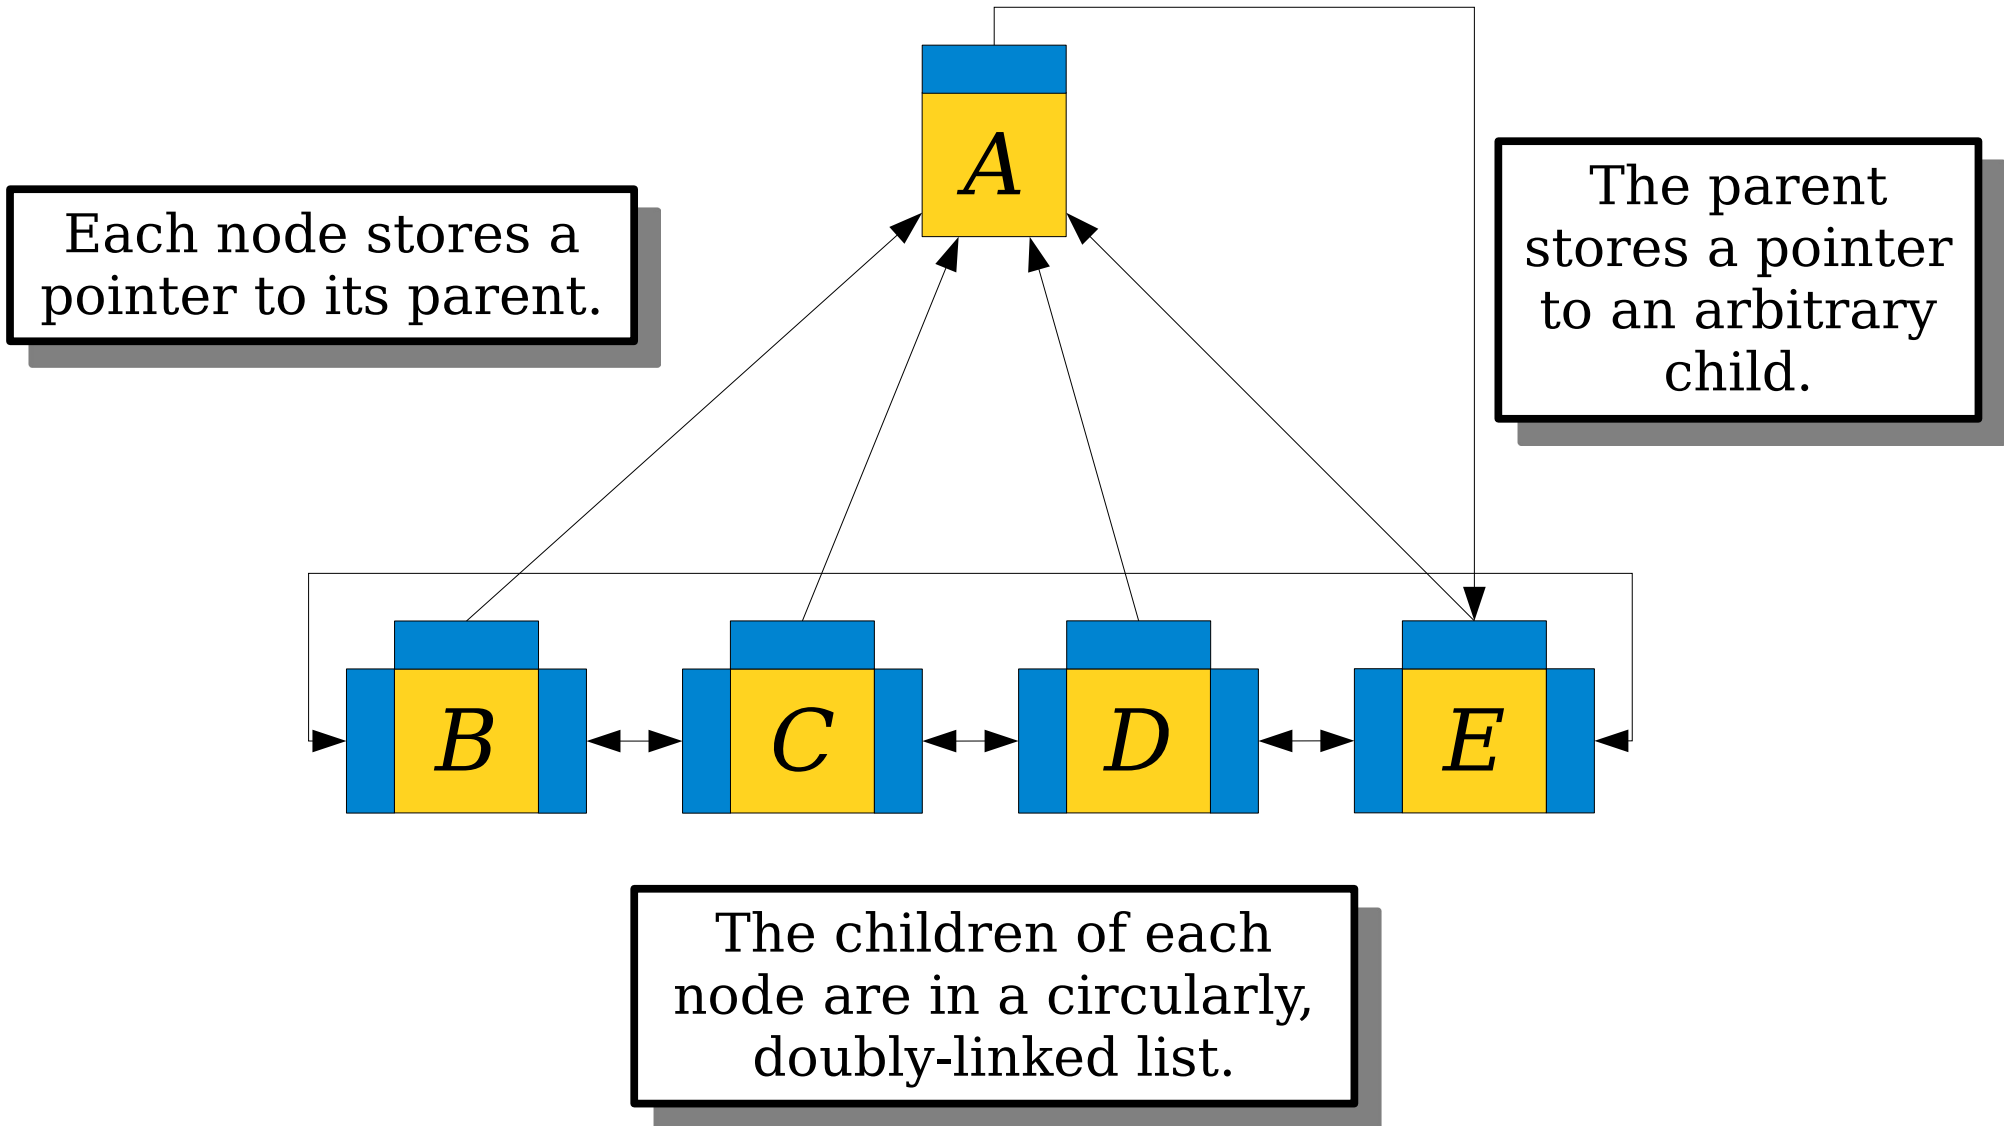 A
Each node stores a
pointer to its parent.
The parent
stores a pointer
to an arbitrary
child.
B
C
D
E
The children of each
node are in a circularly,
doubly-linked list.